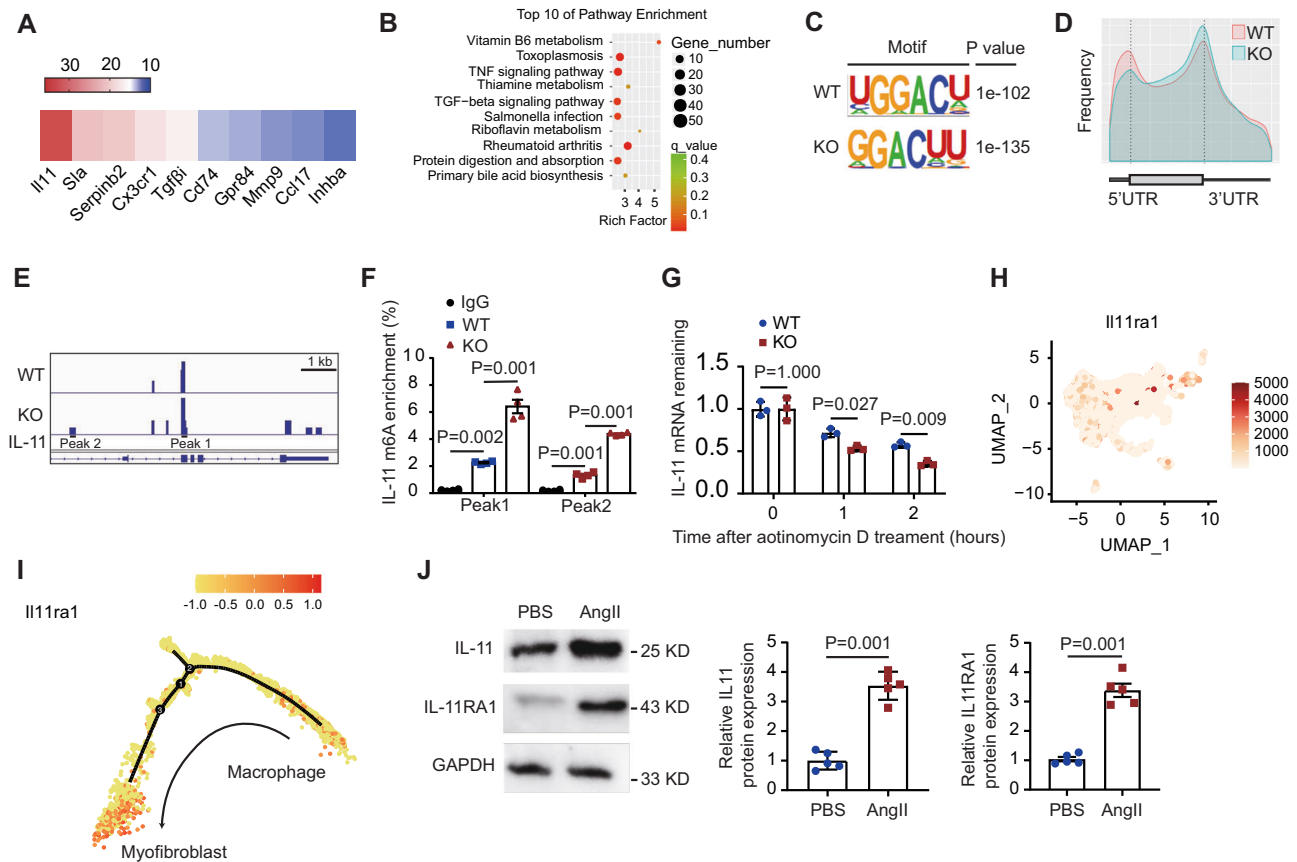 A
30
20
10
Il11
Sla
Serpinb2
Cx3cr1
Tgfβi
Cd74
Gpr84
Mmp9
Ccl17
Inhba
B
Top 10 of Pathway Enrichment
Vitamin B6 metabolism
Toxoplasmosis
TNF signaling pathway
Thiamine metabolism
TGF−beta signaling pathway
Salmonella infection
Riboflavin metabolism
Rheumatoid arthritis
Protein digestion and absorption
Primary bile acid biosynthesis
3 4 5
Rich Factor
Gene_number
10
20
30
40
50
q_value
0.4
0.3
0.2
0.1
C
Motif P value
WT UGGACU 1e-102
KO GGACUU 1e-135
D
WT
KO
Frequency
5'UTR 3'UTR
E
1 kb
WT
KO
IL-11
Peak 2 Peak 1
F
IgG
WT
KO
IL-11 m6A enrichment (%)
10
8
6
4
2
0
P=0.002
P=0.001
P=0.001
P=0.001
Peak1 Peak2
G
WT
KO
IL-11 mRNA remaining
1.5
1.0
0.5
0.0
P=1.000
P=0.027
P=0.009
0 1 2
Time after aotinomycin D treament (hours)
H
Il11ra1
UMAP_2
5
0
−5
−10
−5 0 5 10
UMAP_1
5000
4000
3000
2000
1000
I
Il11ra1
-1.0 -0.5 0.0 0.5 1.0
2
1
3
Macrophage
Myofibroblast
J
PBS AngII
IL-11 25 KD
IL-11RA1 43 KD
GAPDH 33 KD
Relative IL11
protein expression
5
4
3
2
1
0
P=0.001
PBS AngII
Relative IL11RA1
protein expression
5
4
3
2
1
0
P=0.001
PBS AngII